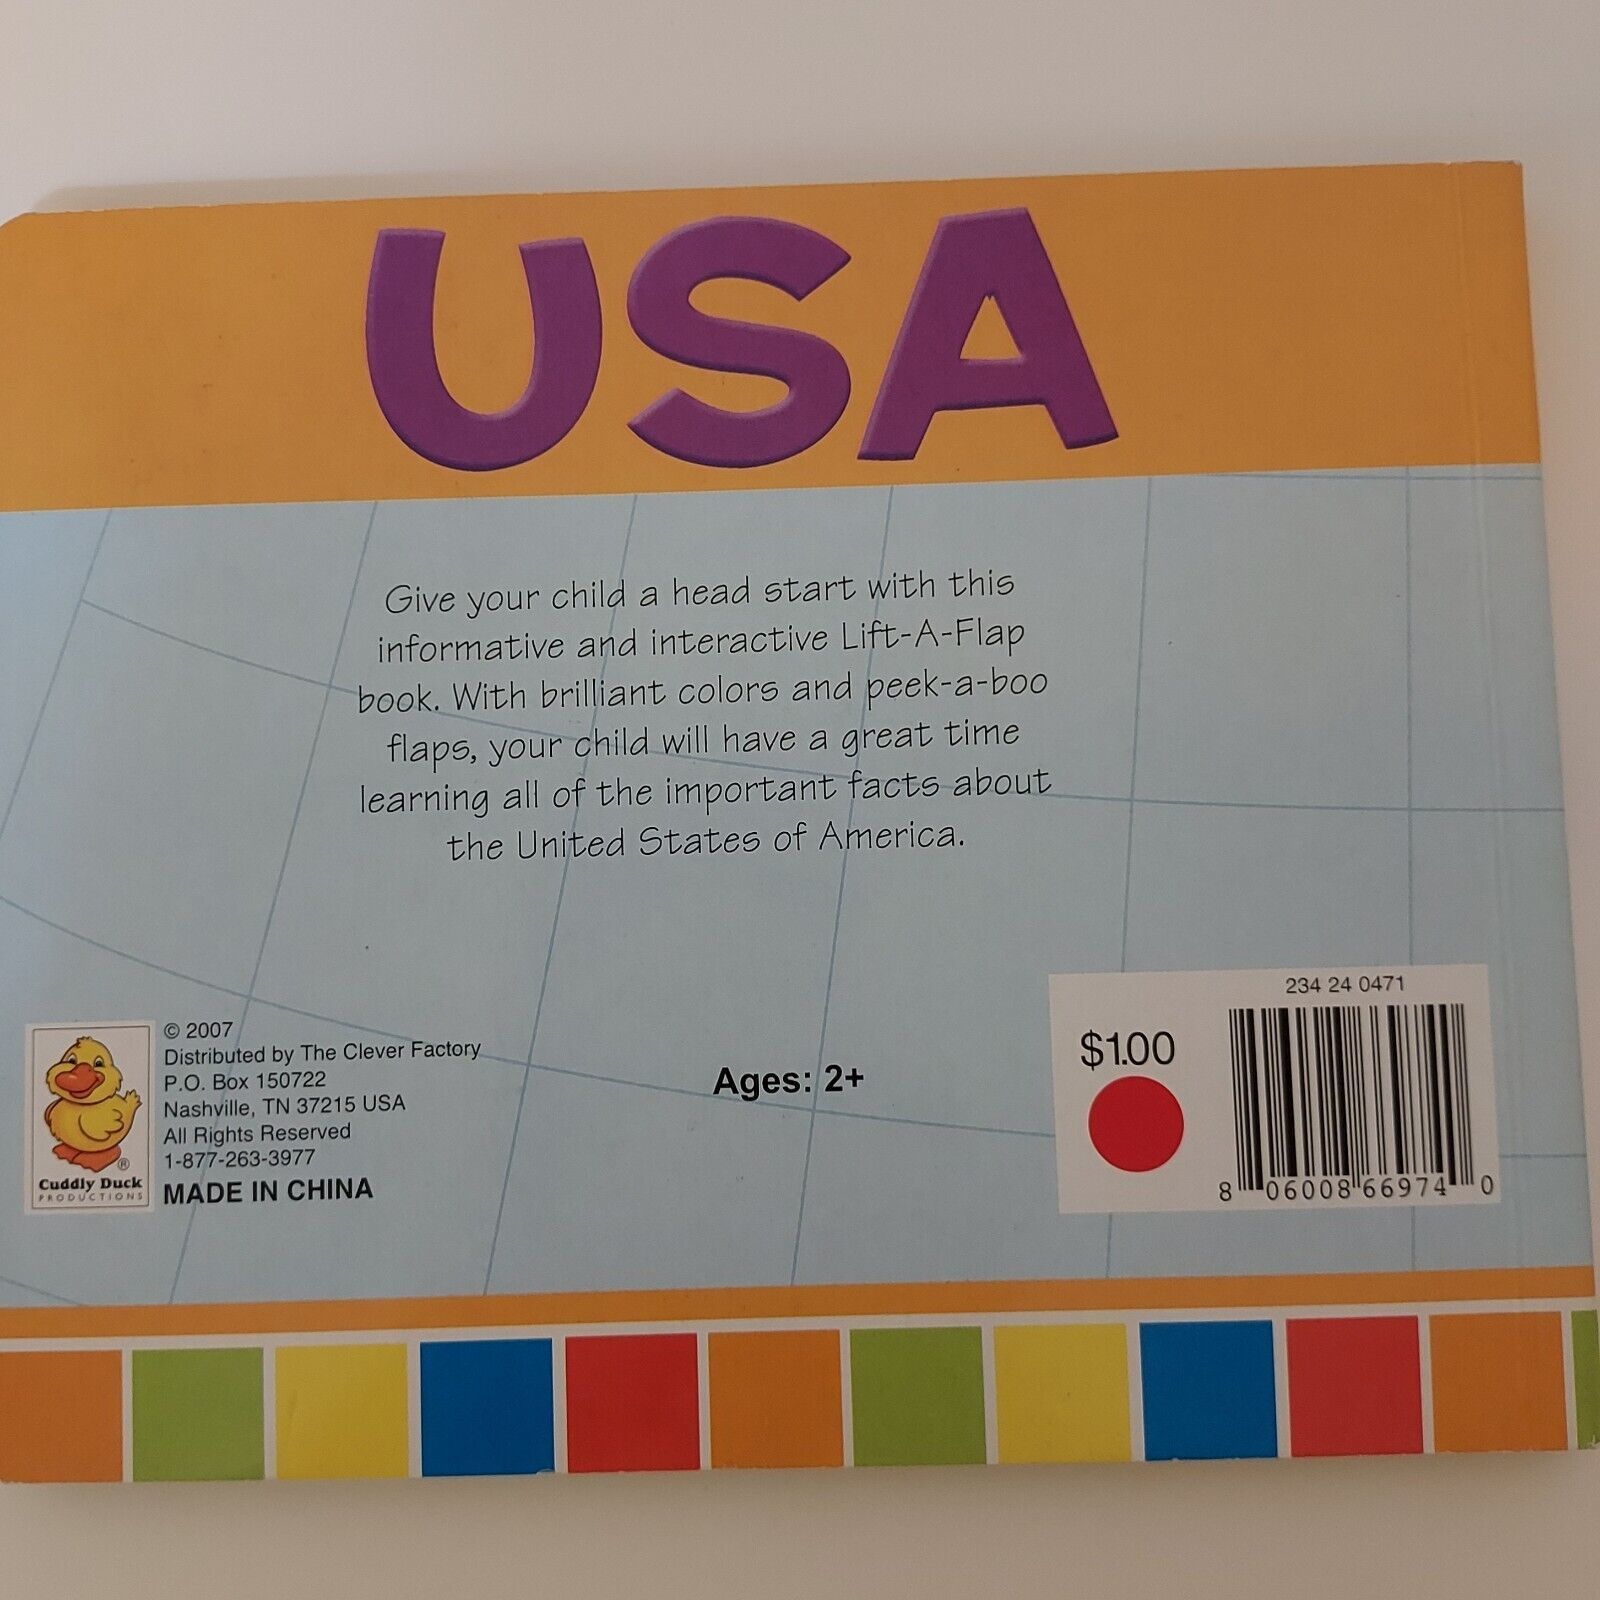 USA
Give your child a head start with this
informative and interactive Lift-A-Flap
book. With brilliant colors and peek-a-boo
flaps, your child will have a great time
learning all of the important facts about
the United States of America.
© 2007
Distributed by The Clever Factory
P.O. Box 150722
Nashville, TN 37215 USA
All Rights Reserved
1-877-263-3977
MADE IN CHINA
®
Cuddly Duck
PRODUCTIONS
Ages: 2+
234 24 0471
$1.00
8 06008 66974 0